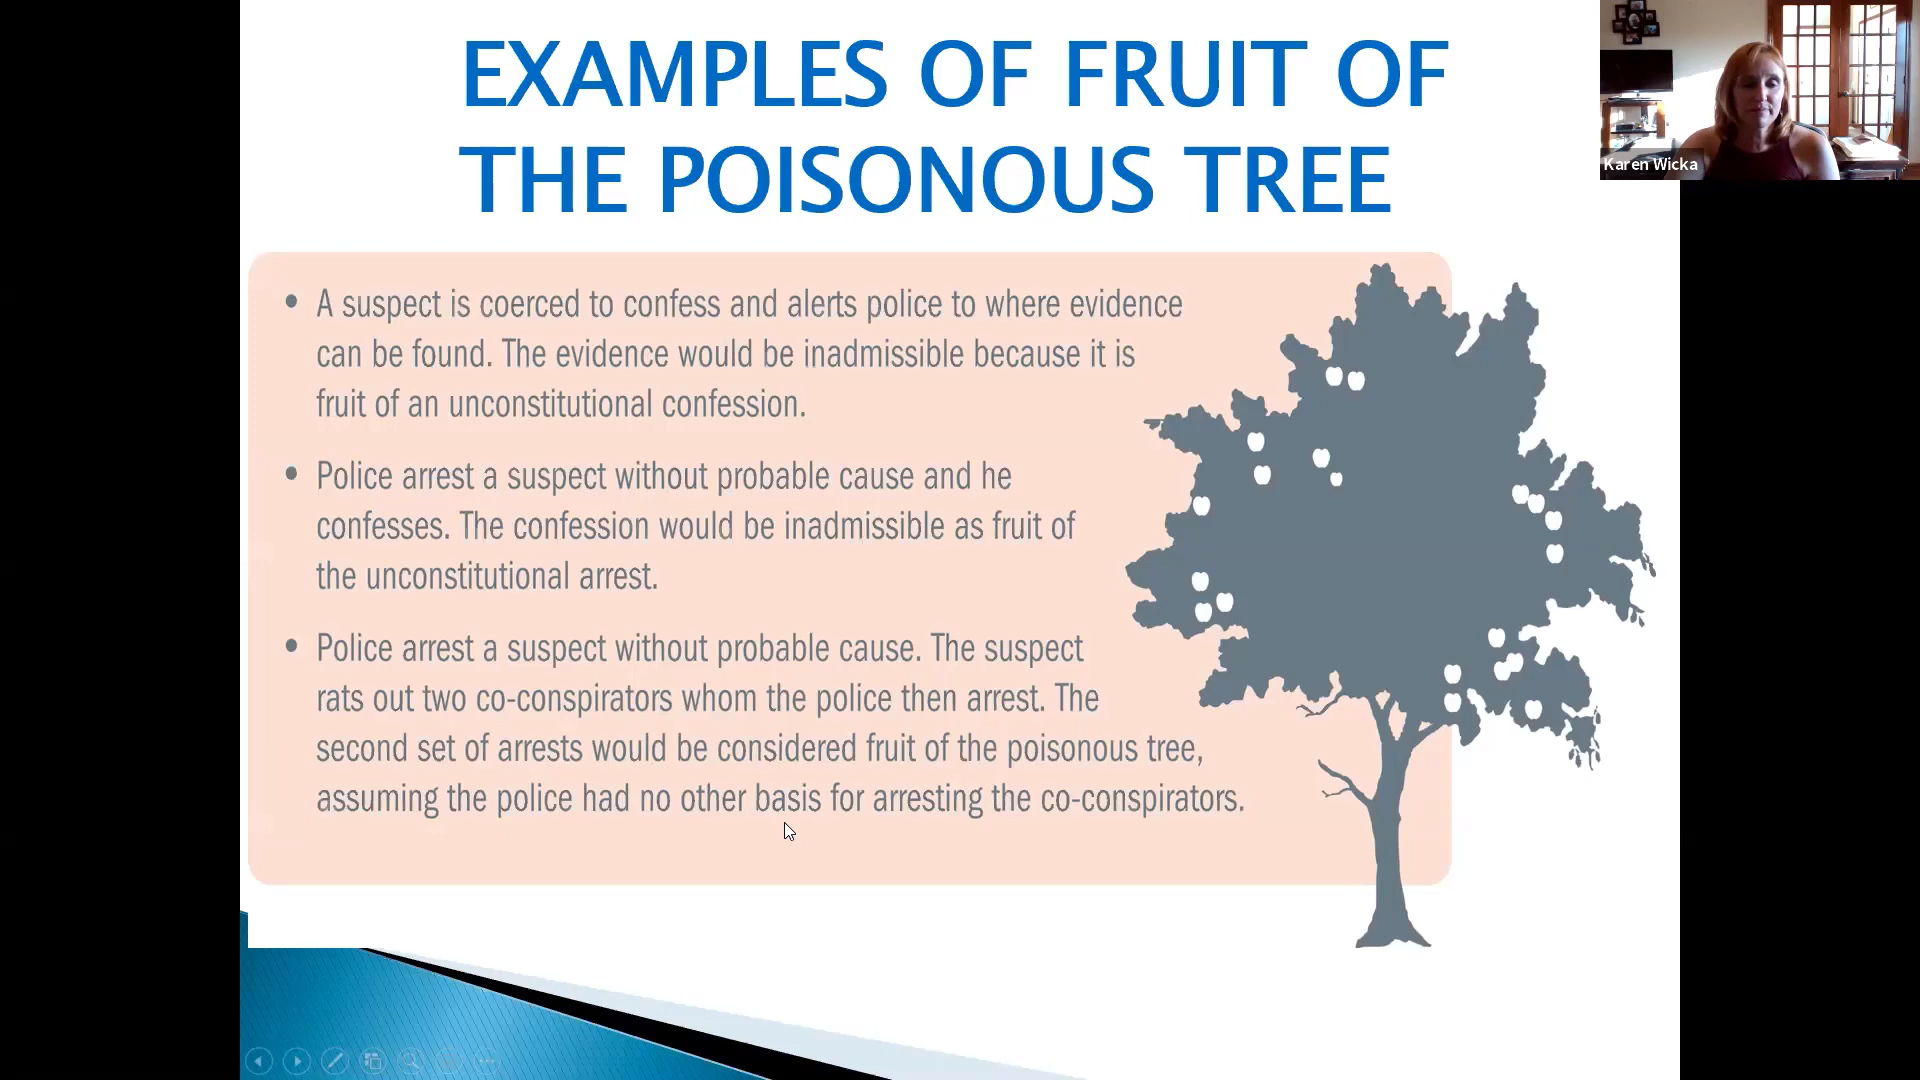 EXAMPLES OF FRUIT OF
THE POISONOUS TREE
Karen Wicka
• A suspect is coerced to confess and alerts police to where evidence
can be found. The evidence would be inadmissible because it is
fruit of an unconstitutional confession.
• Police arrest a suspect without probable cause and he
confesses. The confession would be inadmissible as fruit of
the unconstitutional arrest.
• Police arrest a suspect without probable cause. The suspect
rats out two co-conspirators whom the police then arrest. The
second set of arrests would be considered fruit of the poisonous tree,
assuming the police had no other basis for arresting the co-conspirators.